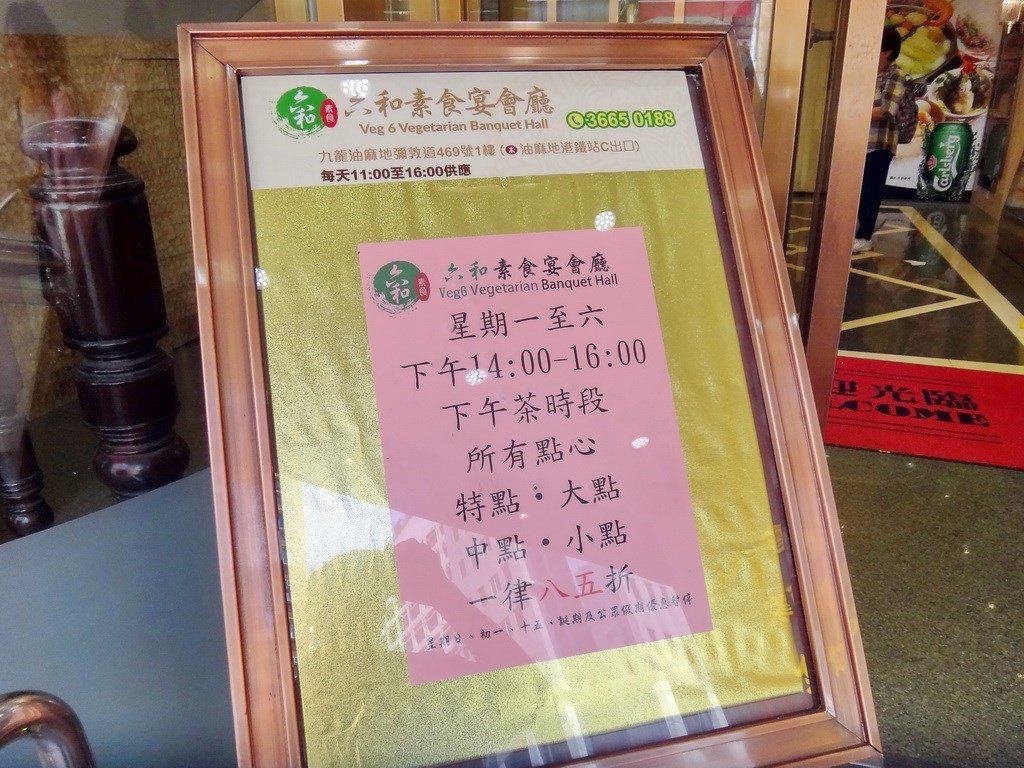 六和 素食 六和素食宴會廳
Veg 6 Vegetarian Banquet Hall
3665 0188
九龍油麻地彌敦道469號1樓 (油麻地港鐵站C出口)
每天11:00至16:00供應
六和 素食 六和素食宴會廳
Veg6 Vegetarian Banquet Hall
星期一至六
下午14:00-16:00
下午茶時段
所有點心
特點·大點
中點·小點
一律八五折
星期日、初一、十五、誕期及公眾假期優惠暫停
Carlsberg
光臨
COME